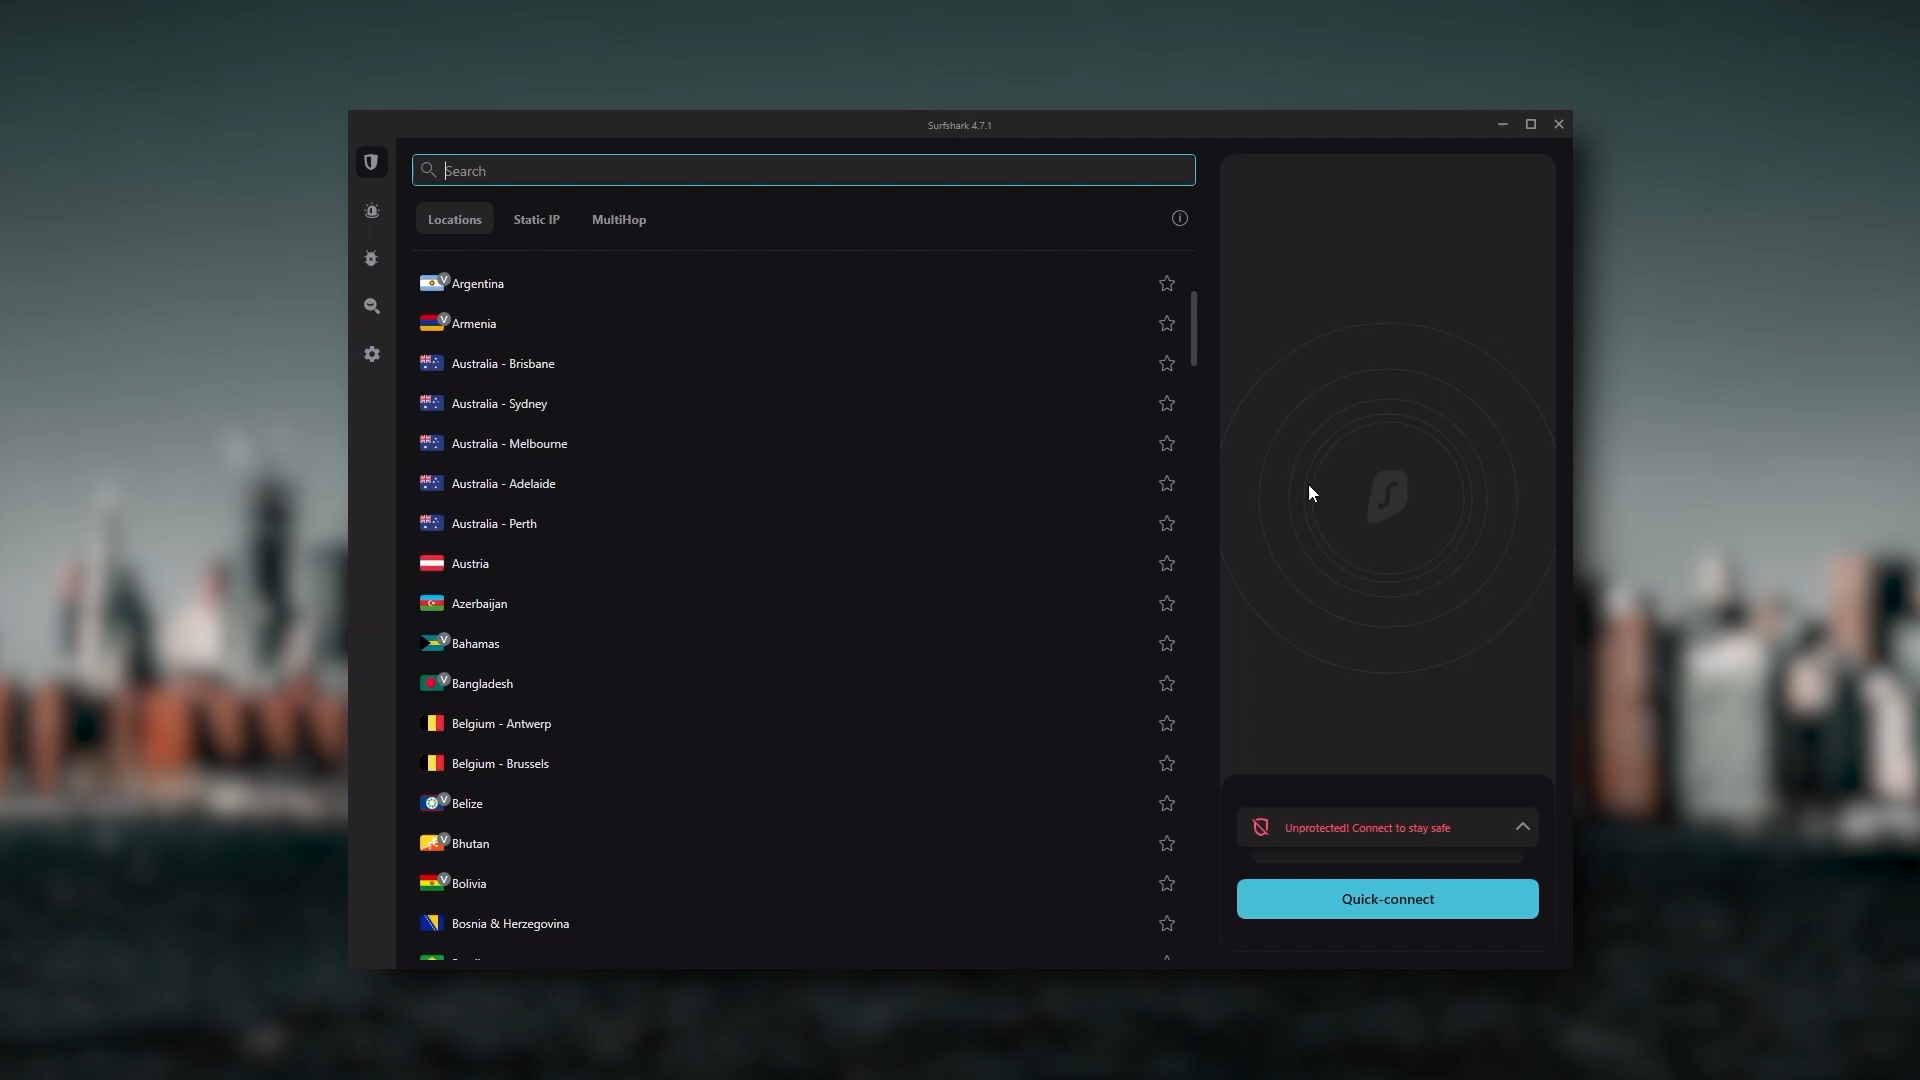 Surfshark 4.7.1
Search
Locations Static IP MultiHop
V Argentina
V Armenia
Australia - Brisbane
Australia - Sydney
Australia - Melbourne
Australia - Adelaide
Australia - Perth
Austria
Azerbaijan
V Bahamas
V Bangladesh
Belgium - Antwerp
Belgium - Brussels
V Belize
V Bhutan
V Bolivia
Bosnia & Herzegovina
Unprotected! Connect to stay safe
Quick-connect